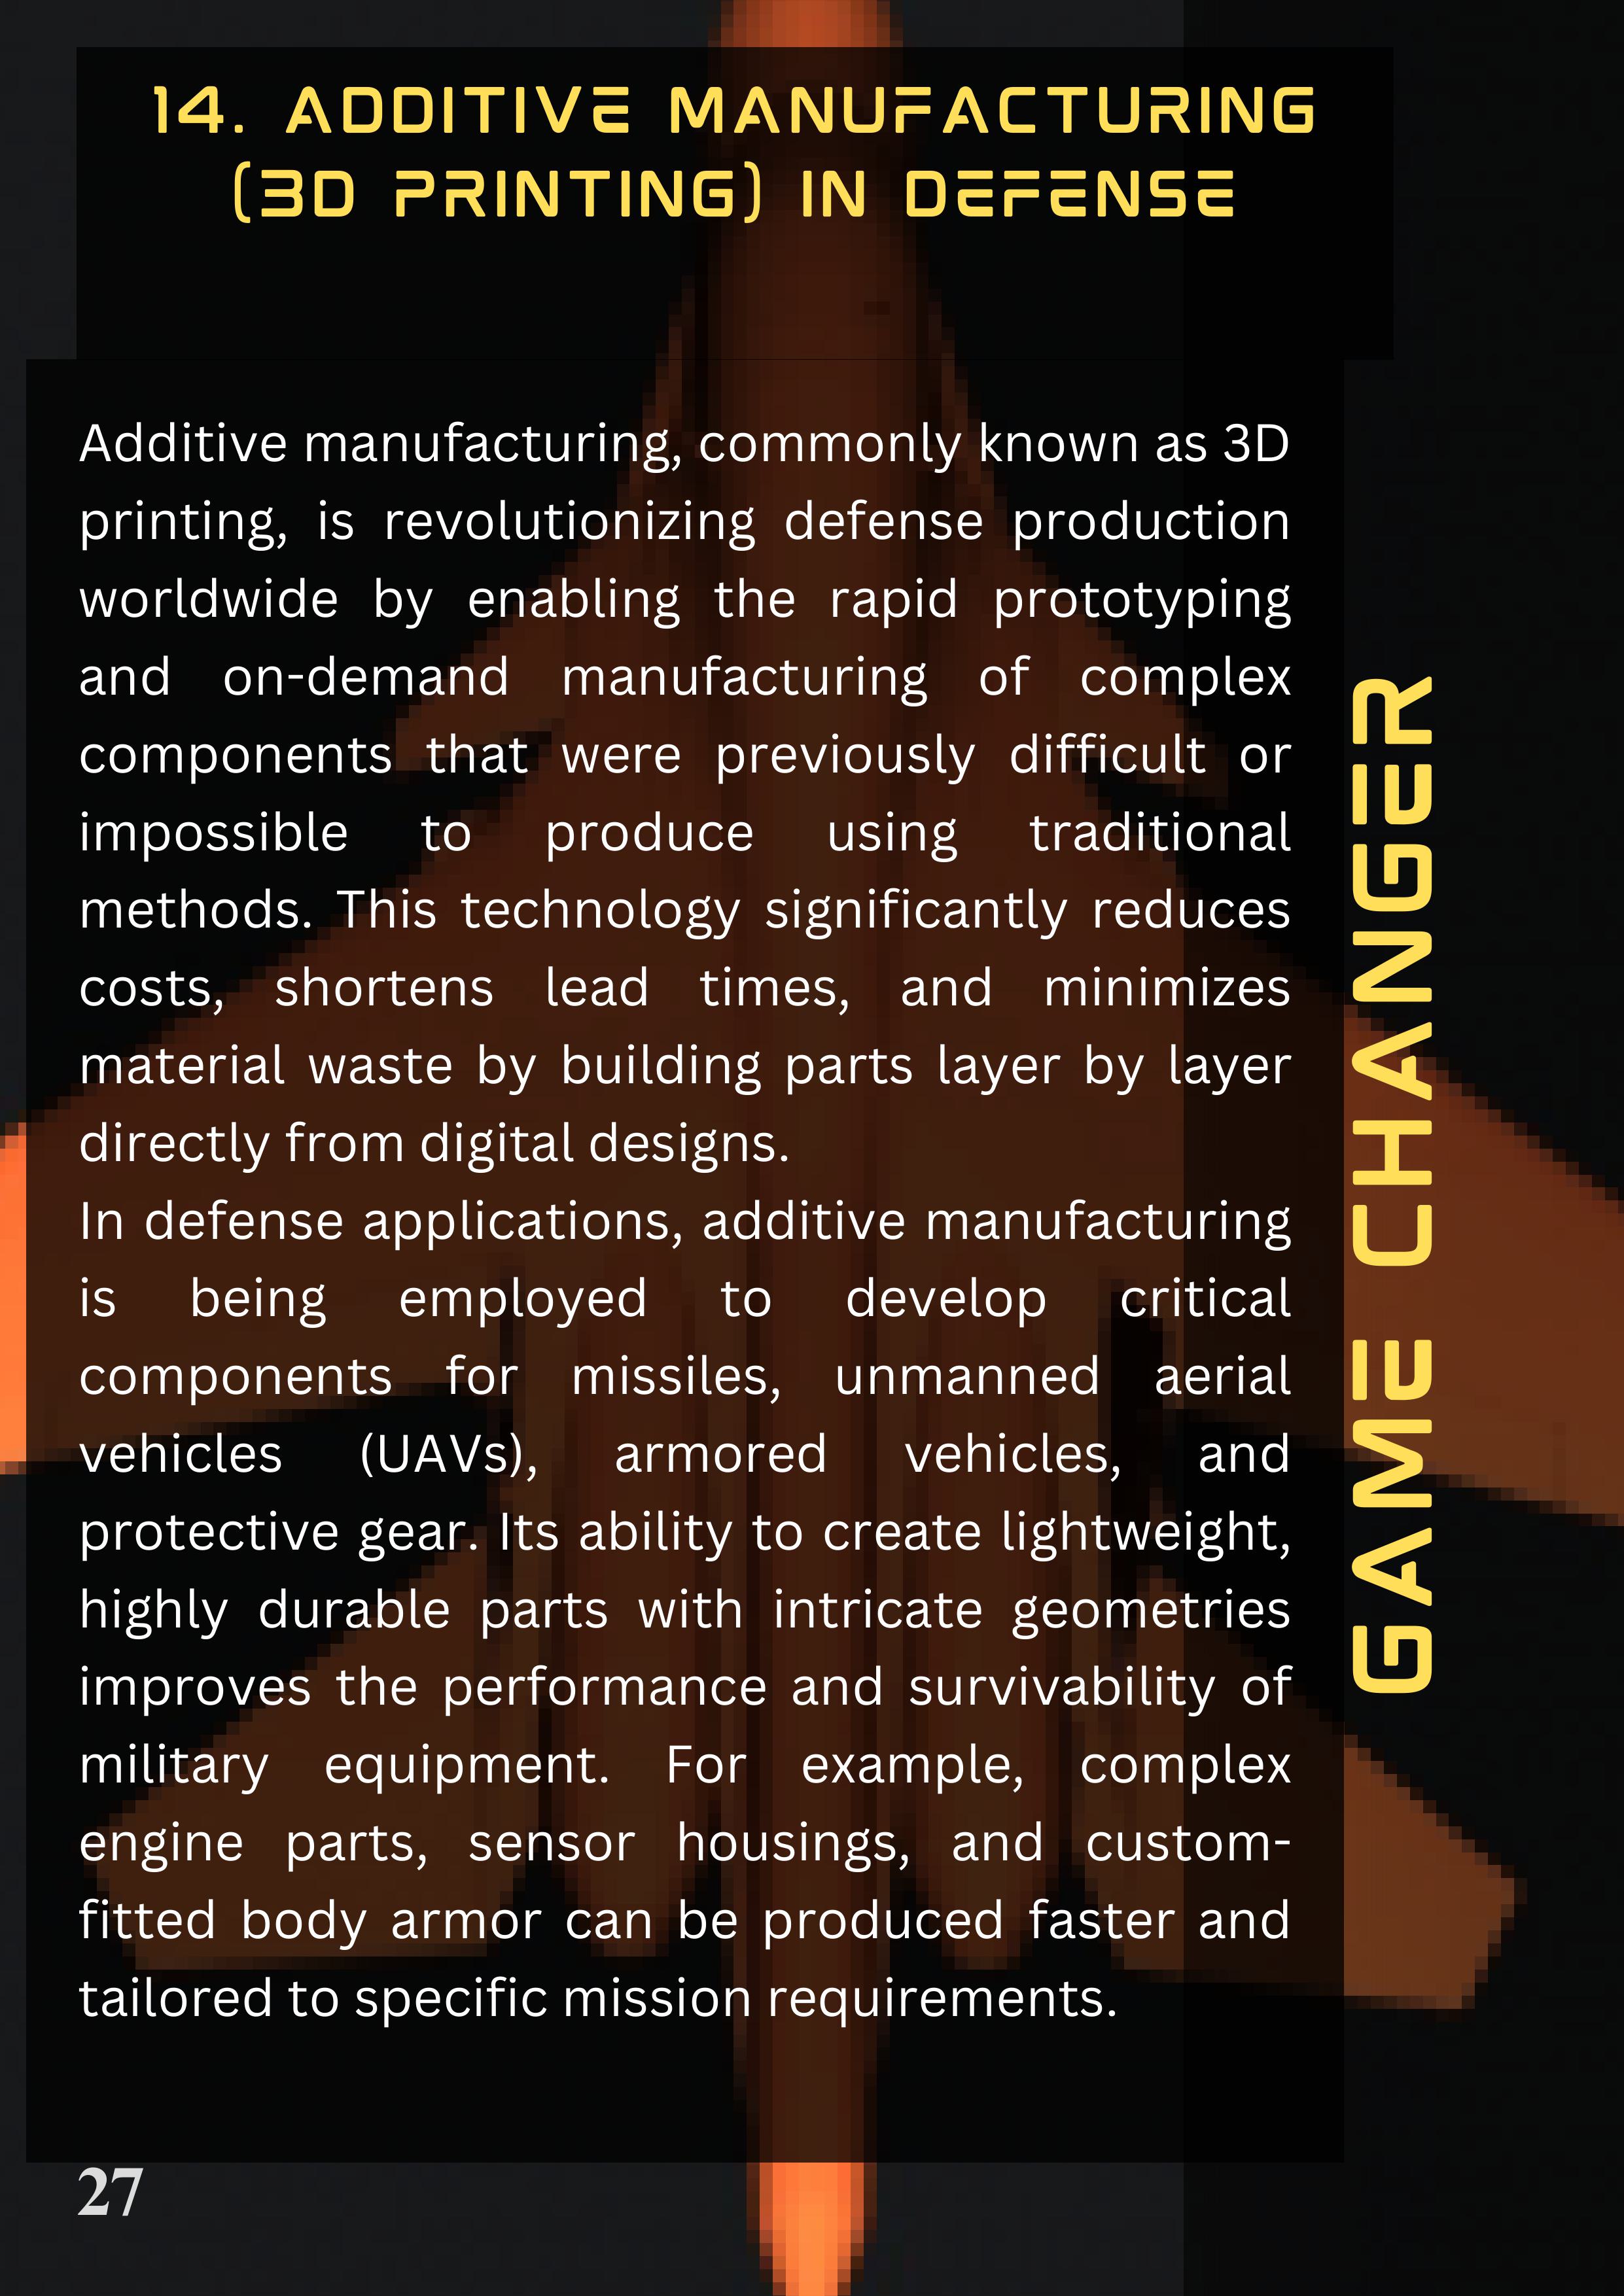 14. ADDITIVE MANUFACTURING
(3D PRINTING) IN DEFENSE
Additive manufacturing, commonly known as 3D
printing, is revolutionizing defense production
worldwide by enabling the rapid prototyping
and on-demand manufacturing of complex
components that were previously difficult or
impossible to produce using traditional
methods. This technology significantly reduces
costs, shortens lead times, and minimizes
material waste by building parts layer by layer
directly from digital designs.
In defense applications, additive manufacturing
is being employed to develop critical
components for missiles, unmanned aerial
vehicles (UAVs), armored vehicles, and
protective gear. Its ability to create lightweight,
highly durable parts with intricate geometries
improves the performance and survivability of
military equipment. For example, complex
engine parts, sensor housings, and custom-
fitted body armor can be produced faster and
tailored to specific mission requirements.
GAME CHANGER
27